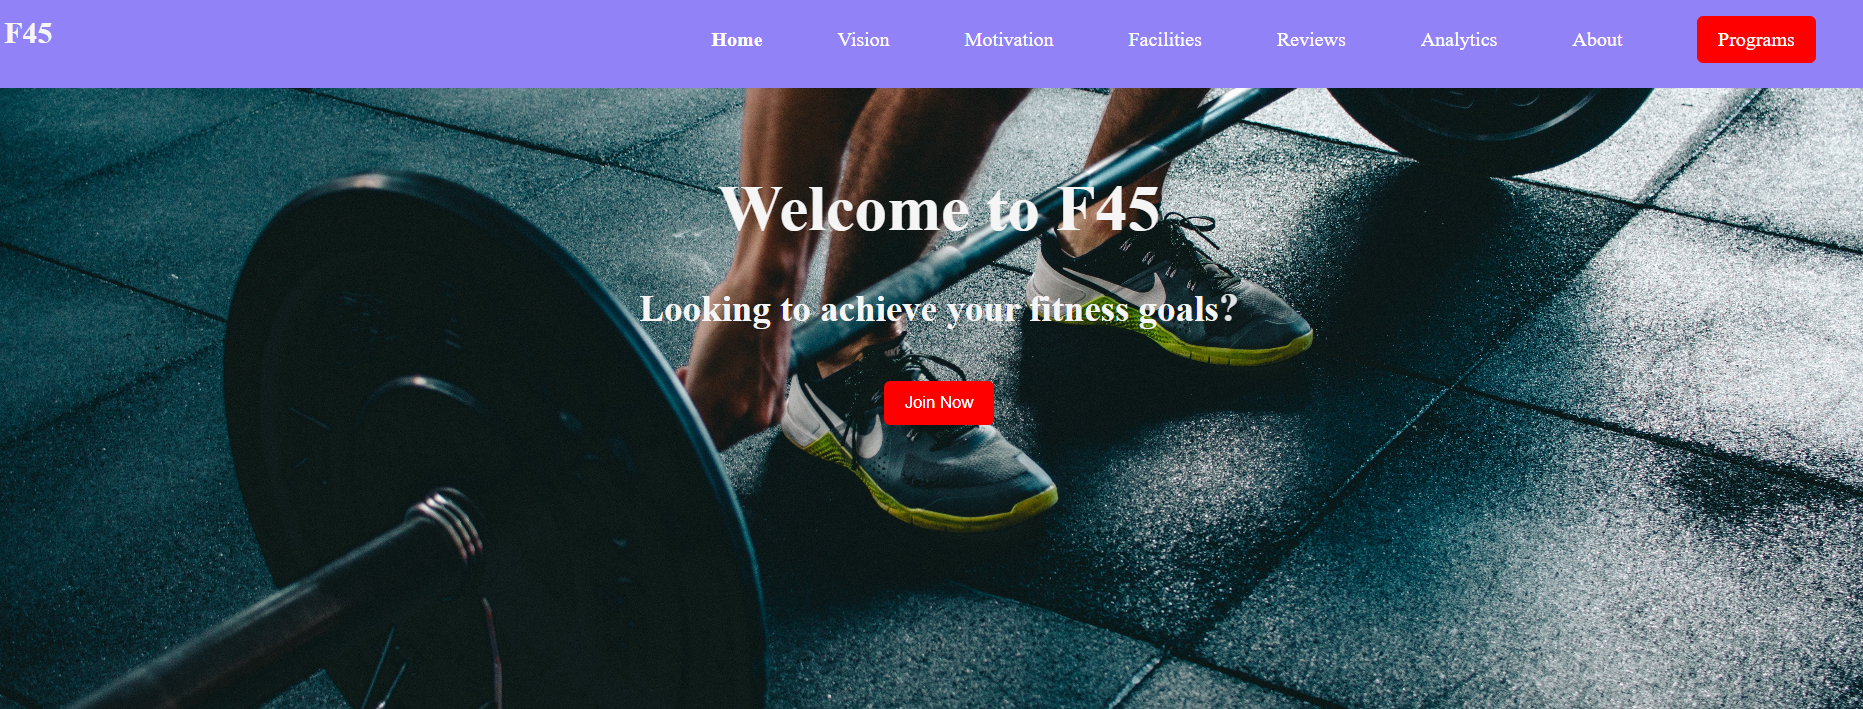 F45
Home Vision Motivation Facilities Reviews Analytics About Programs
Welcome to F45
Looking to achieve your fitness goals?
Join Now